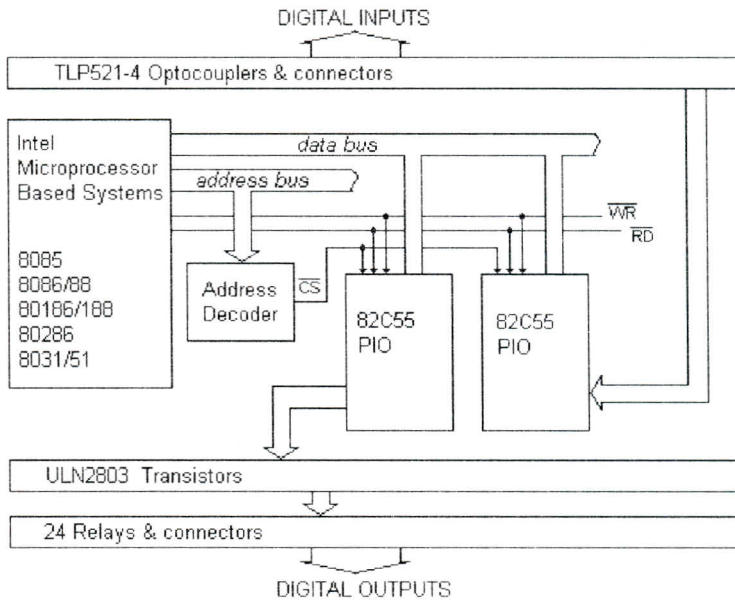 DIGITAL INPUTS
TLP521-4 Optocouplers & connectors
Intel
Microprocessor
Based Systems
8085
8086/88
80186/188
80286
8031/51
data bus
address bus
WR
RD
Address
Decoder
CS
82C55
PIO
82C55
PIO
ULN2803 Transistors
24 Relays & connectors
DIGITAL OUTPUTS